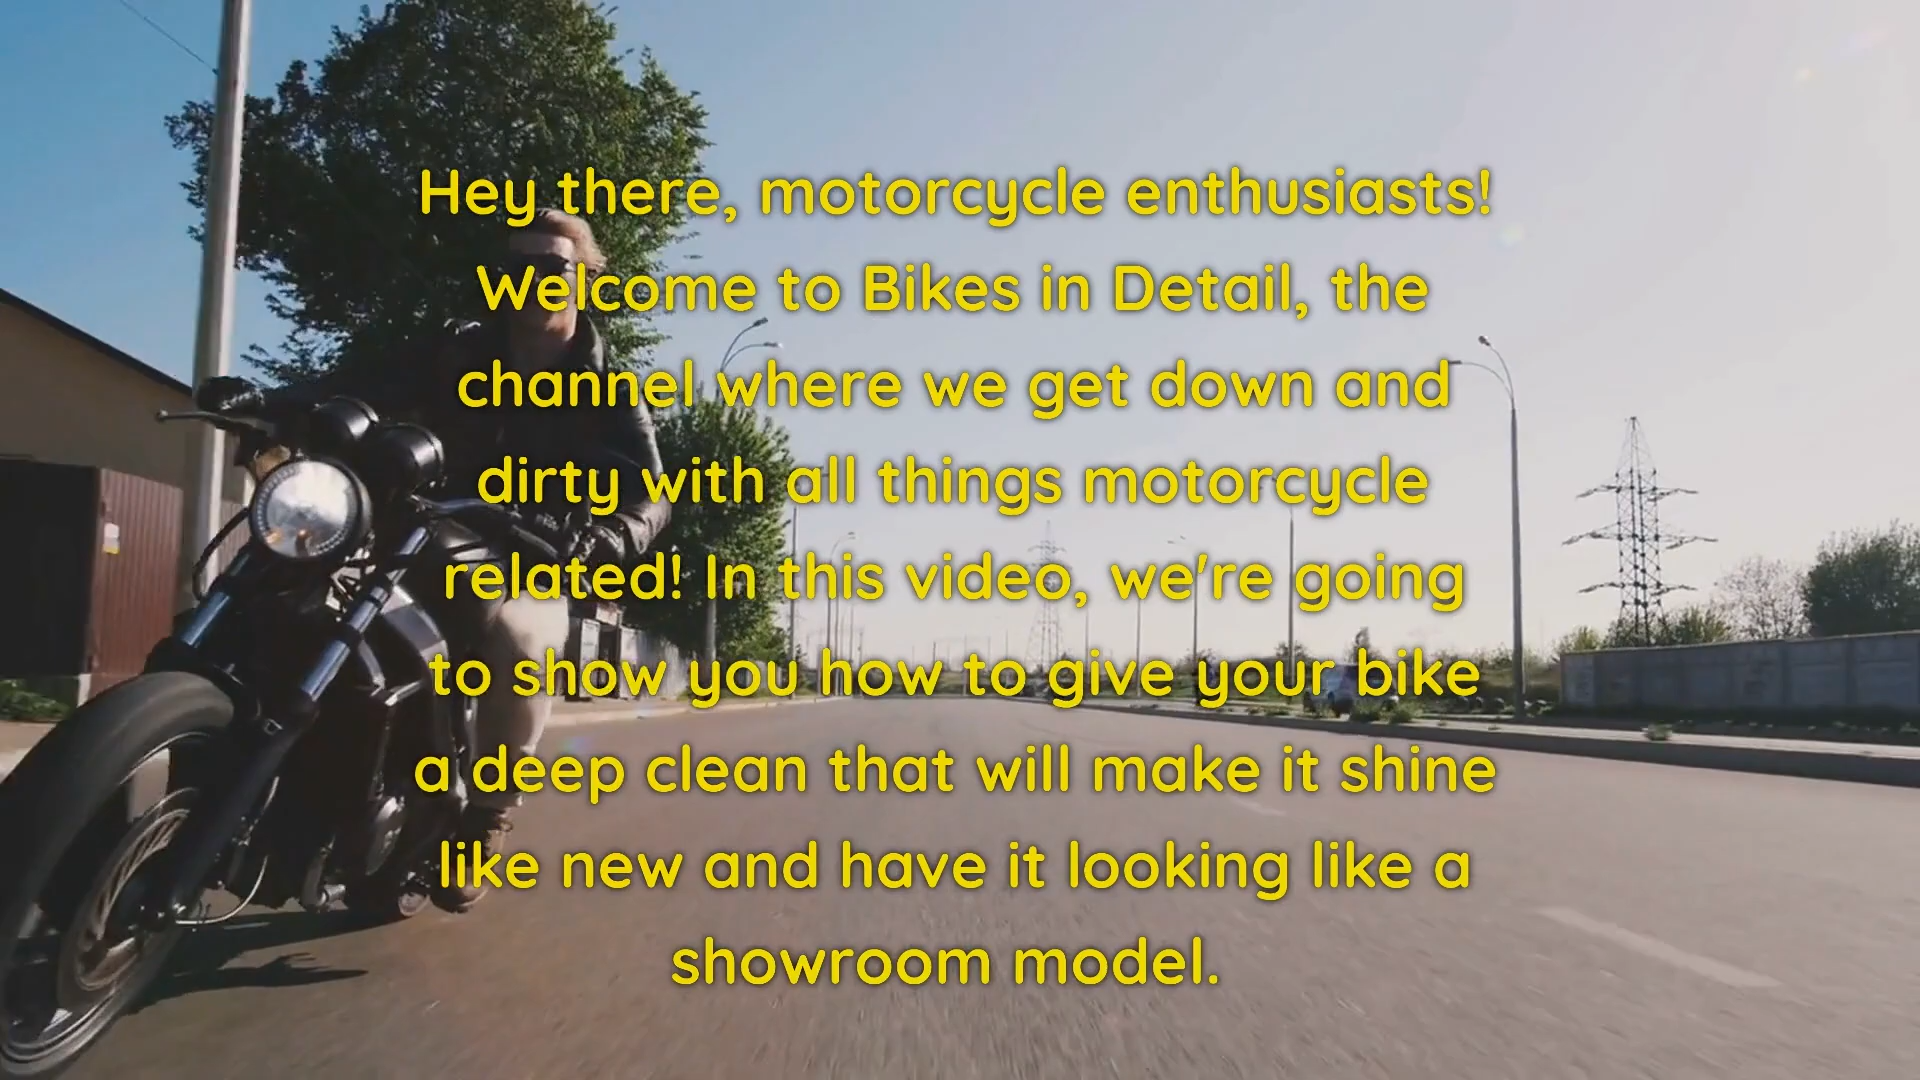 Hey there, motorcycle enthusiasts!
Welcome to Bikes in Detail, the
channel where we get down and
dirty with all things motorcycle
related! In this video, we're going
to show you how to give your bike
a deep clean that will make it shine
like new and have it looking like a
showroom model.